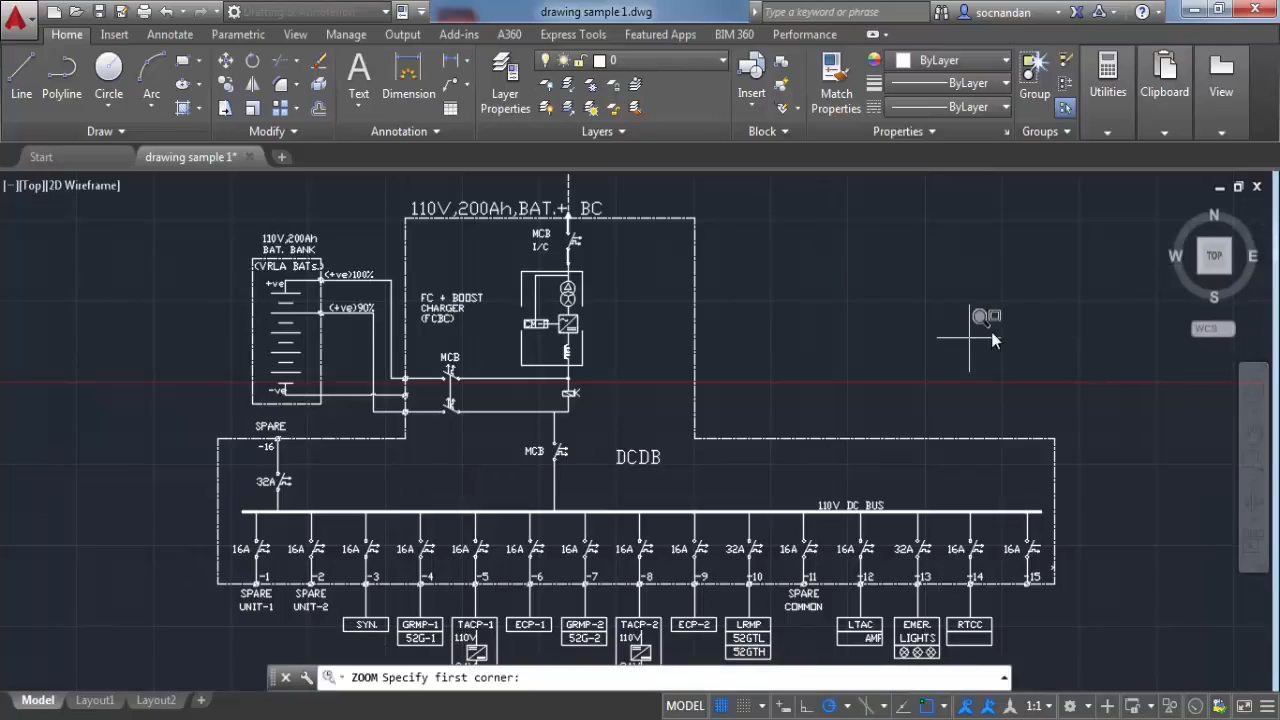 drawing sample 1.dwg
Type a keyword or phrase
socnandan
Home
Insert
Annotate
Parametric
View
Manage
Output
Add-ins
A360
Express Tools
Featured Apps
BIM 360
Performance
Line
Polyline
Circle
Arc
Text
Dimension
Layer Properties
0
Insert
Match Properties
ByLayer
ByLayer
ByLayer
Group
Utilities
Clipboard
View
Draw
Modify
Annotation
Layers
Block
Properties
Groups
Start
drawing sample 1*
[−][Top][2D Wireframe]
110V,200Ah,BAT.+ BC
N
W
TOP
E
S
WCS
110V,200Ah
BAT. BANK
(VRLA BATs.)
+ve
(+ve)100%
(+ve)90%
-ve
MCB
I/C
FC + BOOST
CHARGER
(FCBC)
MCB
K
SPARE
-16
32A
MCB
DCDB
110V DC BUS
16A 16A 16A 16A 16A 16A 16A 16A 16A 32A 16A 16A 32A 16A 16A
-1 -2 -3 -4 -5 -6 -7 -8 -9 -10 -11 -12 -13 -14 -15
SPARE UNIT-1
SPARE UNIT-2
SPARE COMMON
SYN.
GRMP-1
52G-1
TACP-1
110V
ECP-1
GRMP-2
52G-2
TACP-2
110V
ECP-2
LRMP
52GTL
52GTH
LTAC
AMF
EMER.
LIGHTS
RTCC
ZOOM Specify first corner:
Model
Layout1
Layout2
MODEL
1:1